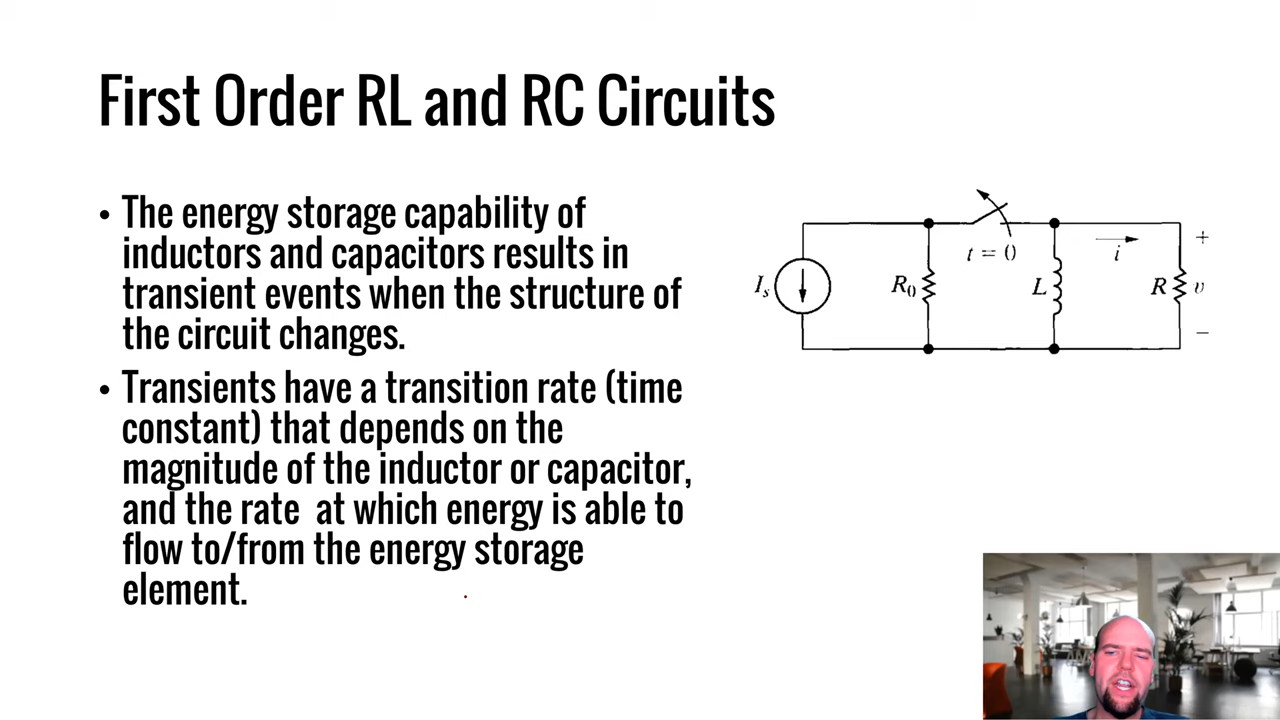 First Order RL and RC Circuits
• The energy storage capability of
inductors and capacitors results in
transient events when the structure of
the circuit changes.
• Transients have a transition rate (time
constant) that depends on the
magnitude of the inductor or capacitor,
and the rate  at which energy is able to
flow to/from the energy storage
element.
t = 0
i
+
Is
R0
L
R
v
−